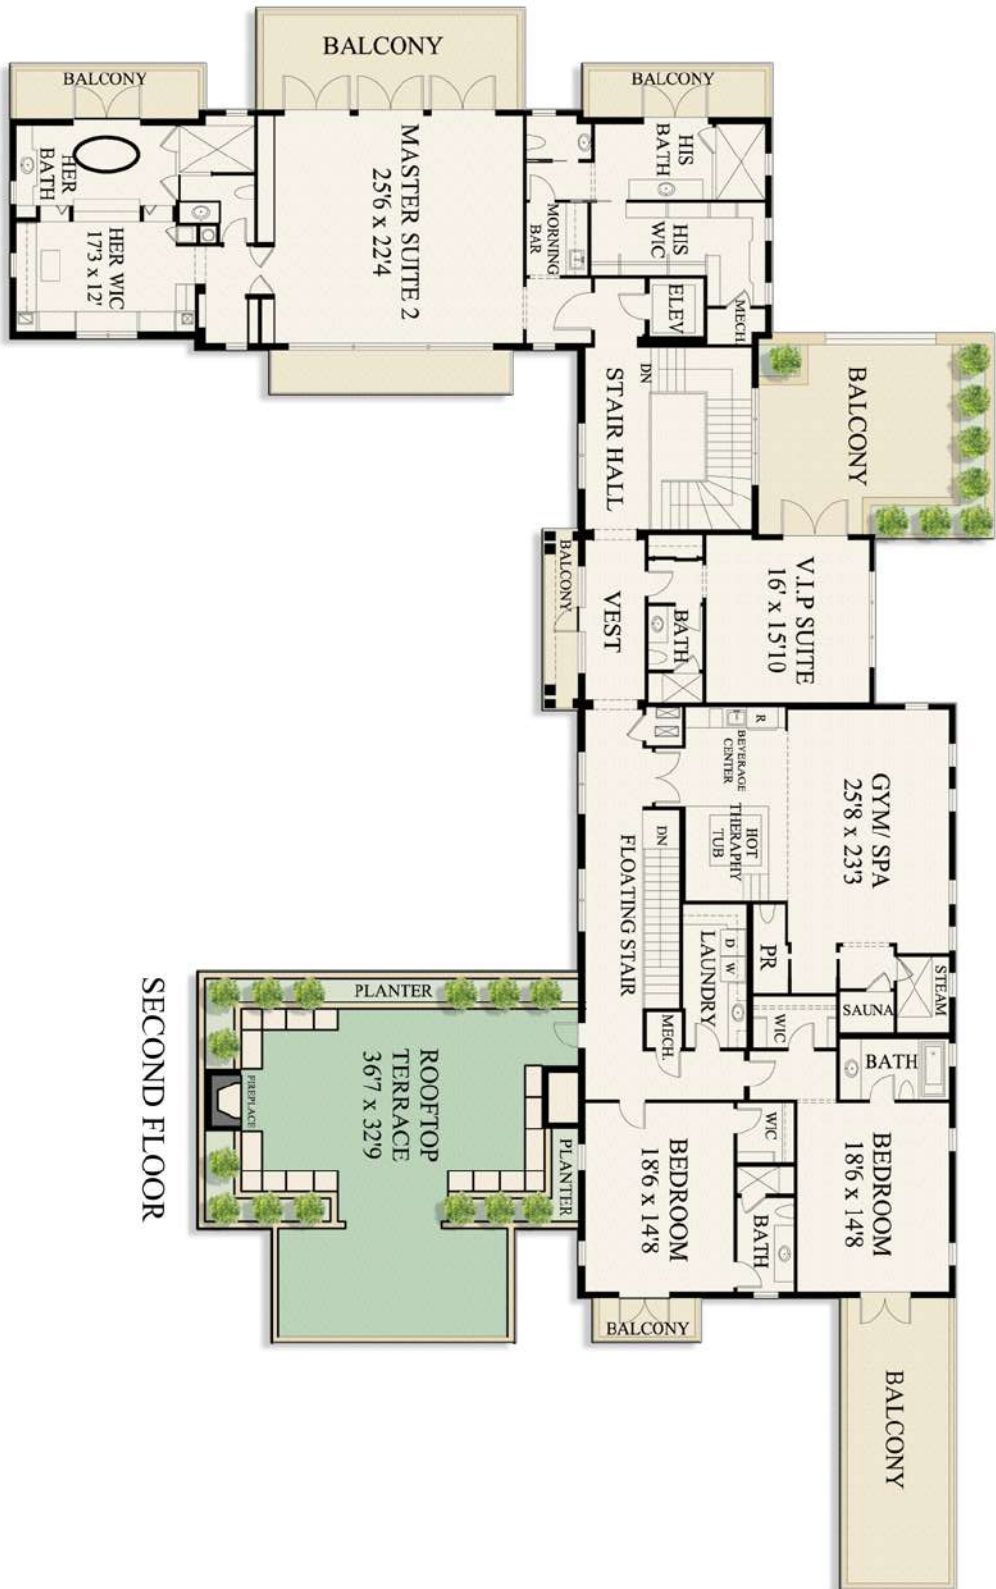 BALCONY
BALCONY
BALCONY
HER
BATH
HER WIC
17'3 x 12'
MASTER SUITE 2
25'6 x 22'4
HIS
BATH
HIS
WIC
MORNING
BAR
ELEV
MECH.
DN
STAIR HALL
BALCONY
BALCONY
VEST
BATH
V.I.P SUITE
16' x 15'10
R
BEVERAGE
CENTER
HOT
THERAPHY
TUB
GYM/ SPA
25'8 x 23'3
DN
FLOATING STAIR
LAUNDRY
D
W
PR
STEAM
SAUNA
WIC
MECH.
BATH
PLANTER
ROOFTOP
TERRACE
36'7 x 32'9
FIREPLACE
PLANTER
BEDROOM
18'6 x 14'8
WIC
BATH
BEDROOM
18'6 x 14'8
BALCONY
BALCONY
SECOND FLOOR